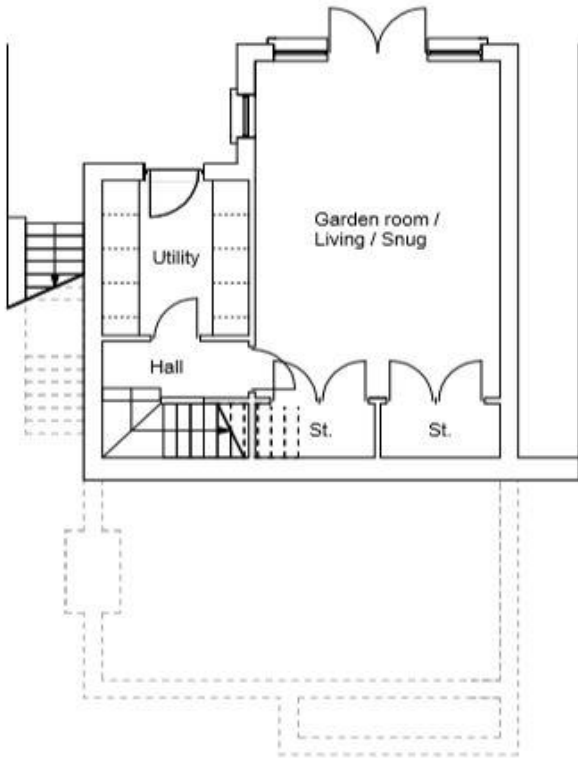 Garden room /
Living / Snug
Utility
Hall
St.
St.